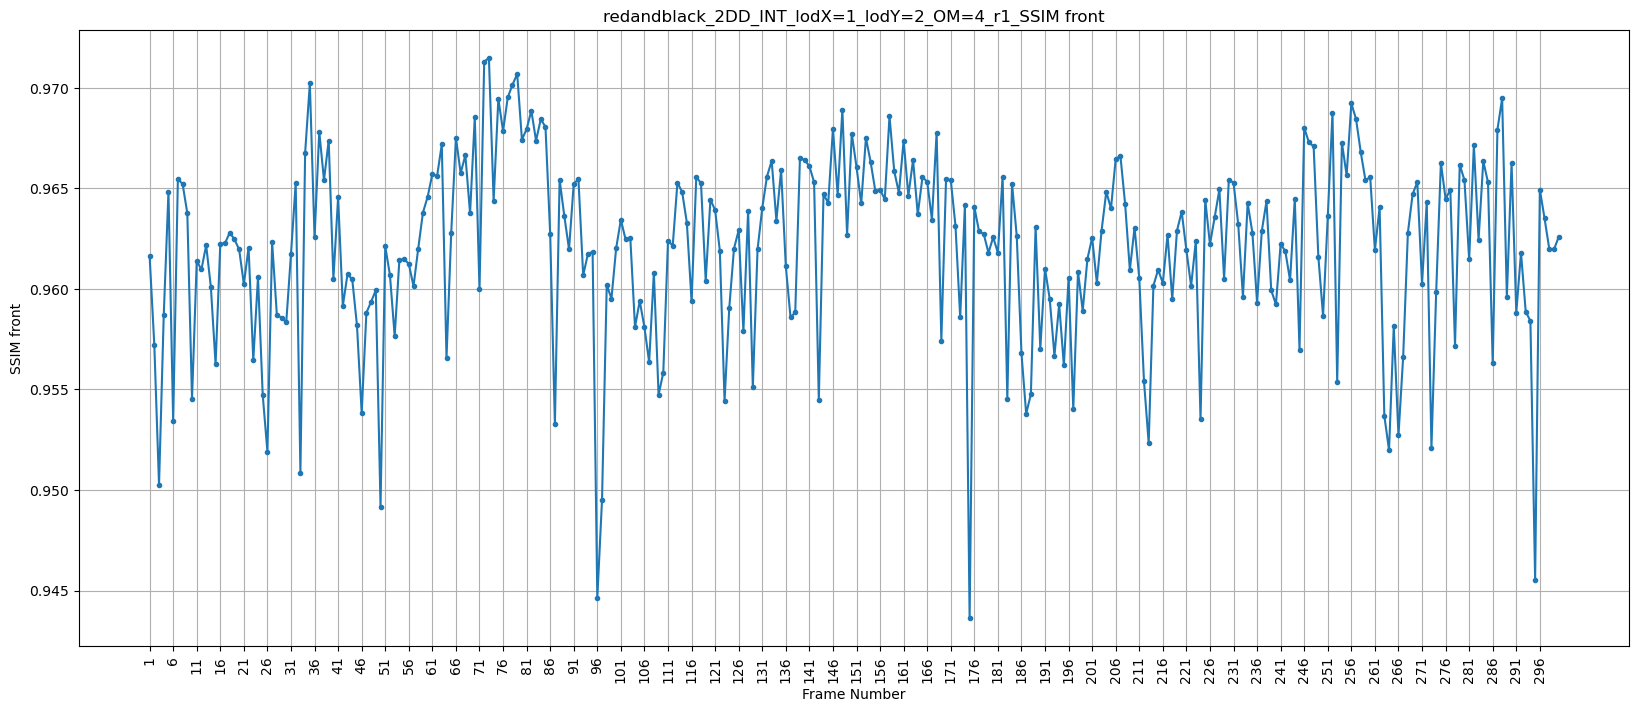 redandblack_2DD_INT_lodX=1_lodY=2_OM=4_r1_SSIM front
SSIM front
0.970
0.965
0.960
0.955
0.950
0.945
1 6 11 16 21 26 31 36 41 46 51 56 61 66 71 76 81 86 91 96 101 106 111 116 121 126 131 136 141 146 151 156 161 166 171 176 181 186 191 196 201 206 211 216 221 226 231 236 241 246 251 256 261 266 271 276 281 286 291 296
Frame Number